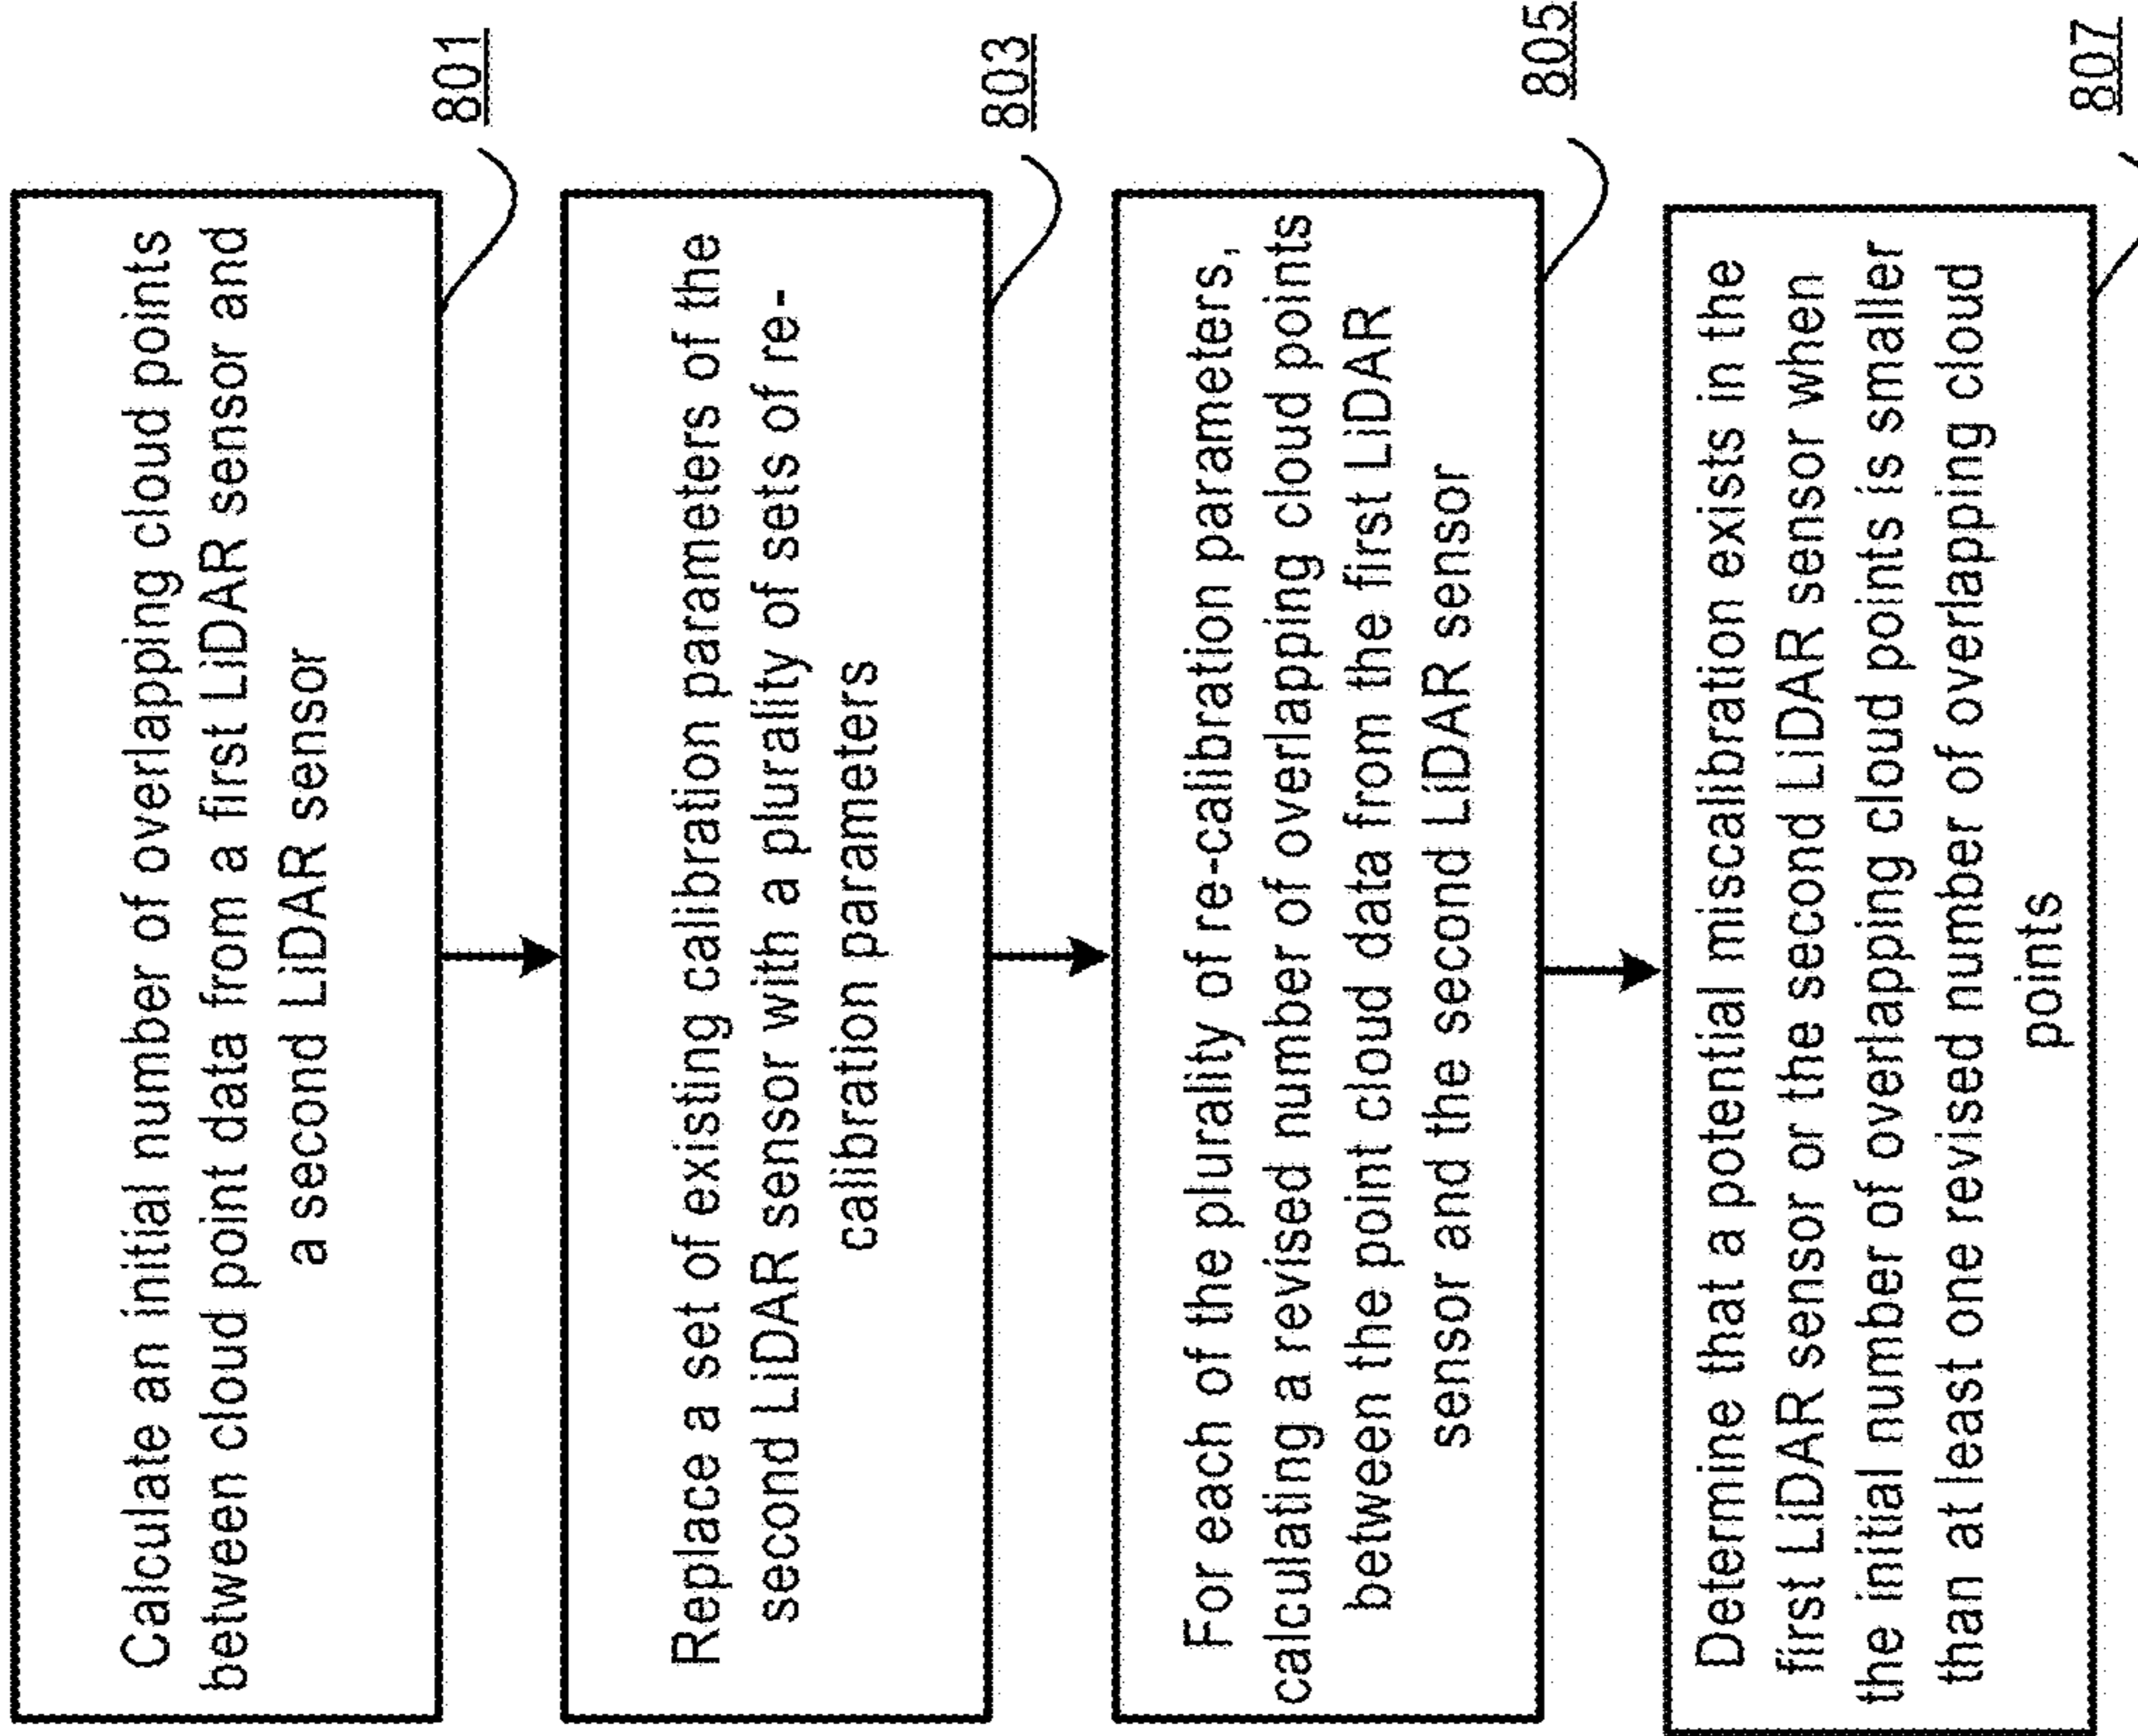 Calculate an initial number of overlapping cloud points
between cloud point data from a first LiDAR sensor and
a second LiDAR sensor
801
Replace a set of existing calibration parameters of the
second LiDAR sensor with a plurality of sets of re-
calibration parameters
803
For each of the plurality of re-calibration parameters,
calculating a revised number of overlapping cloud points
between the point cloud data from the first LiDAR
sensor and the second LiDAR sensor
805
Determine that a potential miscalibration exists in the
first LiDAR sensor or the second LiDAR sensor when
the initial number of overlapping cloud points is smaller
than at least one revised number of overlapping cloud
points
807